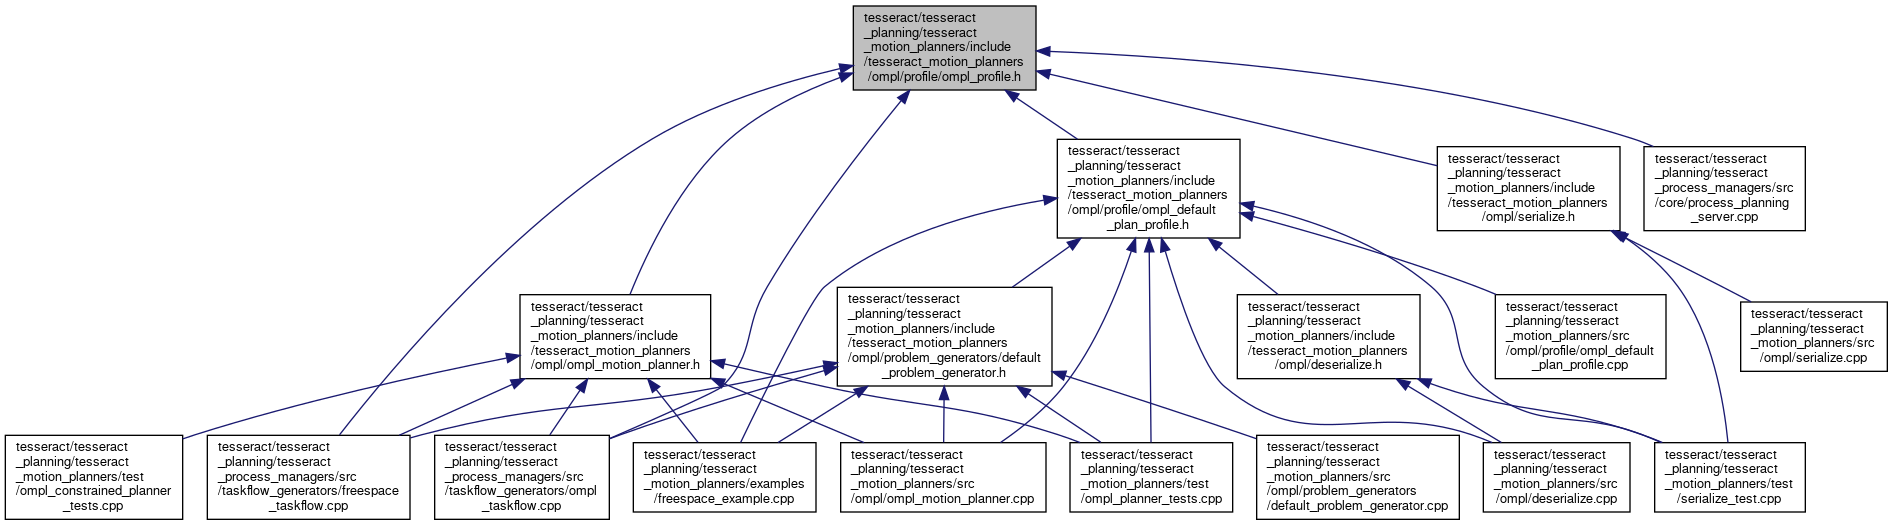 tesseract/tesseract
_planning/tesseract
_motion_planners/include
/tesseract_motion_planners
/ompl/profile/ompl_profile.h
tesseract/tesseract
_planning/tesseract
_motion_planners/include
/tesseract_motion_planners
/ompl/profile/ompl_default
_plan_profile.h
tesseract/tesseract
_planning/tesseract
_motion_planners/include
/tesseract_motion_planners
/ompl/serialize.h
tesseract/tesseract
_planning/tesseract
_process_managers/src
/core/process_planning
_server.cpp
tesseract/tesseract
_planning/tesseract
_motion_planners/include
/tesseract_motion_planners
/ompl/ompl_motion_planner.h
tesseract/tesseract
_planning/tesseract
_motion_planners/include
/tesseract_motion_planners
/ompl/problem_generators/default
_problem_generator.h
tesseract/tesseract
_planning/tesseract
_motion_planners/include
/tesseract_motion_planners
/ompl/deserialize.h
tesseract/tesseract
_planning/tesseract
_motion_planners/src
/ompl/profile/ompl_default
_plan_profile.cpp
tesseract/tesseract
_planning/tesseract
_motion_planners/src
/ompl/serialize.cpp
tesseract/tesseract
_planning/tesseract
_motion_planners/test
/ompl_constrained_planner
_tests.cpp
tesseract/tesseract
_planning/tesseract
_process_managers/src
/taskflow_generators/freespace
_taskflow.cpp
tesseract/tesseract
_planning/tesseract
_process_managers/src
/taskflow_generators/ompl
_taskflow.cpp
tesseract/tesseract
_planning/tesseract
_motion_planners/examples
/freespace_example.cpp
tesseract/tesseract
_planning/tesseract
_motion_planners/src
/ompl/ompl_motion_planner.cpp
tesseract/tesseract
_planning/tesseract
_motion_planners/test
/ompl_planner_tests.cpp
tesseract/tesseract
_planning/tesseract
_motion_planners/src
/ompl/problem_generators
/default_problem_generator.cpp
tesseract/tesseract
_planning/tesseract
_motion_planners/src
/ompl/deserialize.cpp
tesseract/tesseract
_planning/tesseract
_motion_planners/test
/serialize_test.cpp